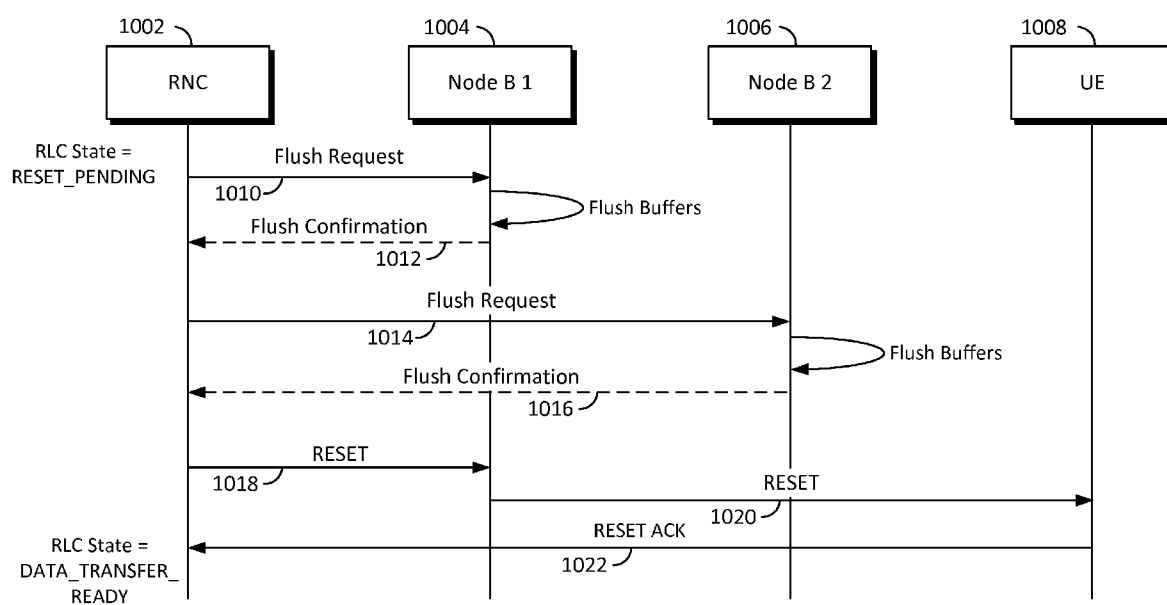 1002
1004
1006
1008
RNC
Node B 1
Node B 2
UE
RLC State =
RESET_PENDING
Flush Request
1010
Flush Buffers
Flush Confirmation
1012
Flush Request
1014
Flush Buffers
Flush Confirmation
1016
RESET
1018
RESET
1020
RESET ACK
1022
RLC State =
DATA_TRANSFER_
READY